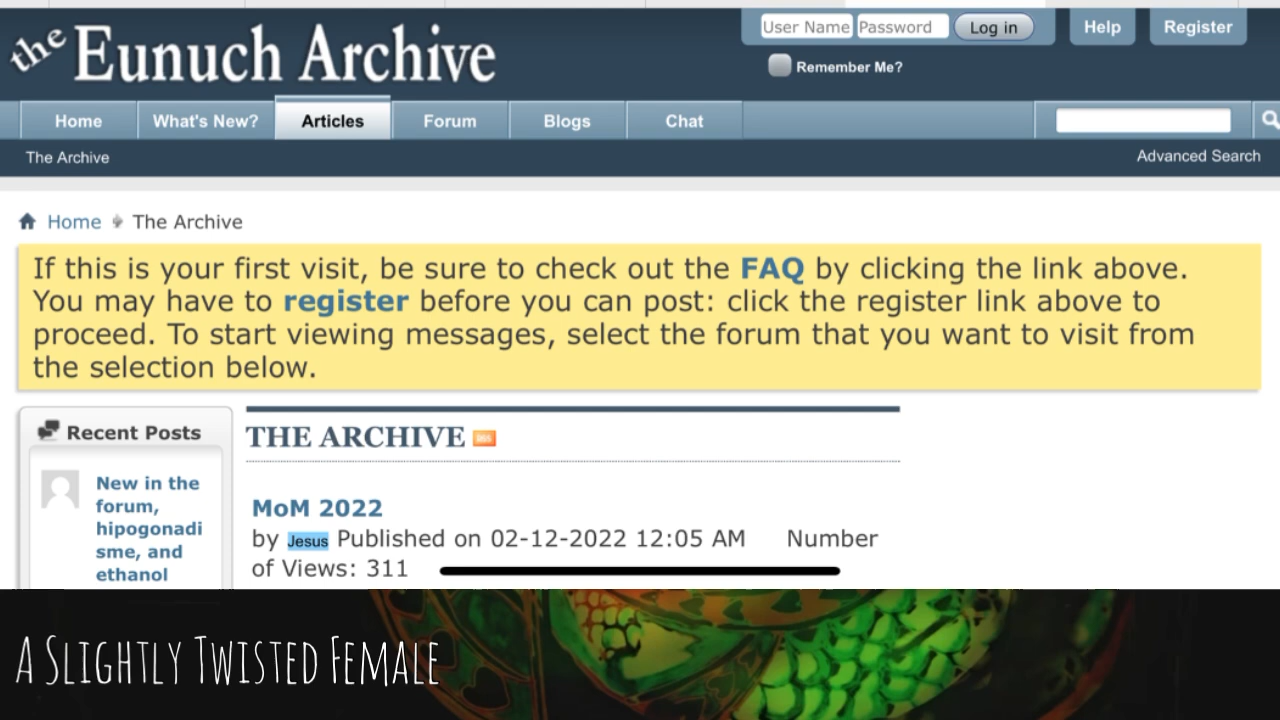 User Name Password Log in Help Register
the Eunuch Archive
Remember Me?
Home What's New? Articles Forum Blogs Chat
The Archive Advanced Search
Home The Archive
If this is your first visit, be sure to check out the FAQ by clicking the link above.
You may have to register before you can post: click the register link above to
proceed. To start viewing messages, select the forum that you want to visit from
the selection below.
Recent Posts
New in the
forum,
hipogonadi
sme, and
ethanol
THE ARCHIVE RSS
MoM 2022
by Jesus Published on 02-12-2022 12:05 AM Number
of Views: 311
A Slightly Twisted Female